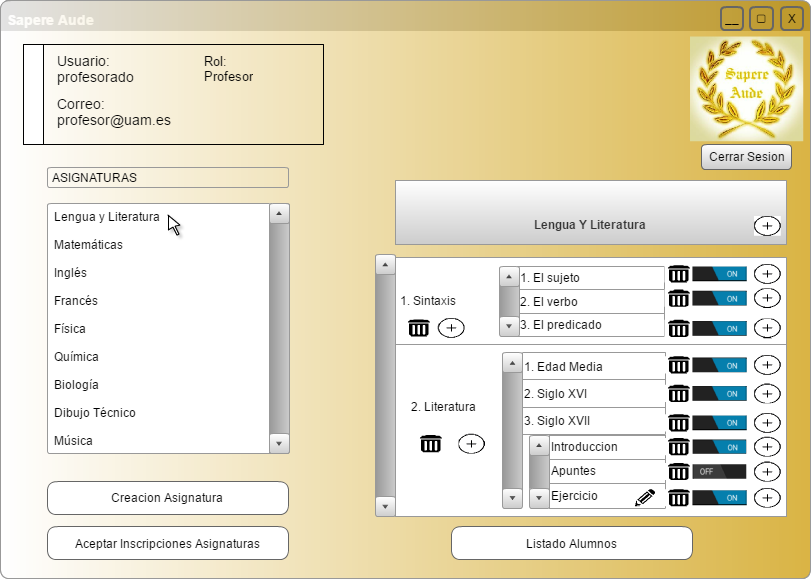 Sapere Aude
X
Usuario:
profesorado
Rol:
Profesor
Correo:
profesor@uam.es
Sapere
Aude
Cerrar Sesion
ASIGNATURAS
Lengua y Literatura
Matemáticas
Inglés
Francés
Física
Química
Biología
Dibujo Técnico
Música
Creacion Asignatura
Aceptar Inscripciones Asignaturas
Lengua Y Literatura
1. Sintaxis
1. El sujeto ON
2. El verbo ON
3. El predicado ON
2. Literatura
1. Edad Media ON
2. Siglo XVI ON
3. Siglo XVII ON
Introduccion ON
Apuntes OFF
Ejercicio ON
Listado Alumnos